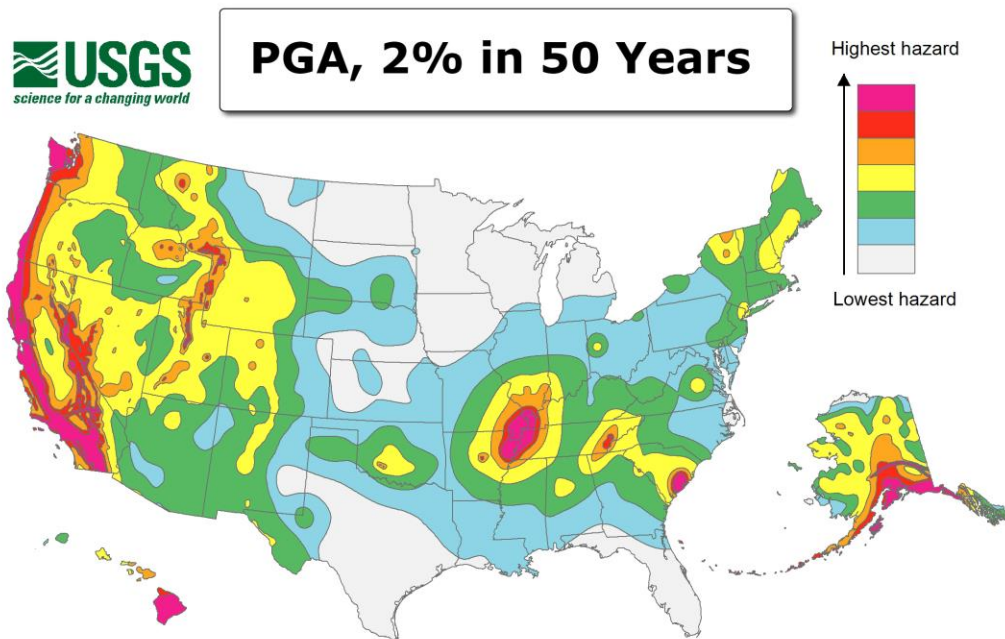 USGS
science for a changing world
PGA, 2% in 50 Years
Highest hazard
Lowest hazard